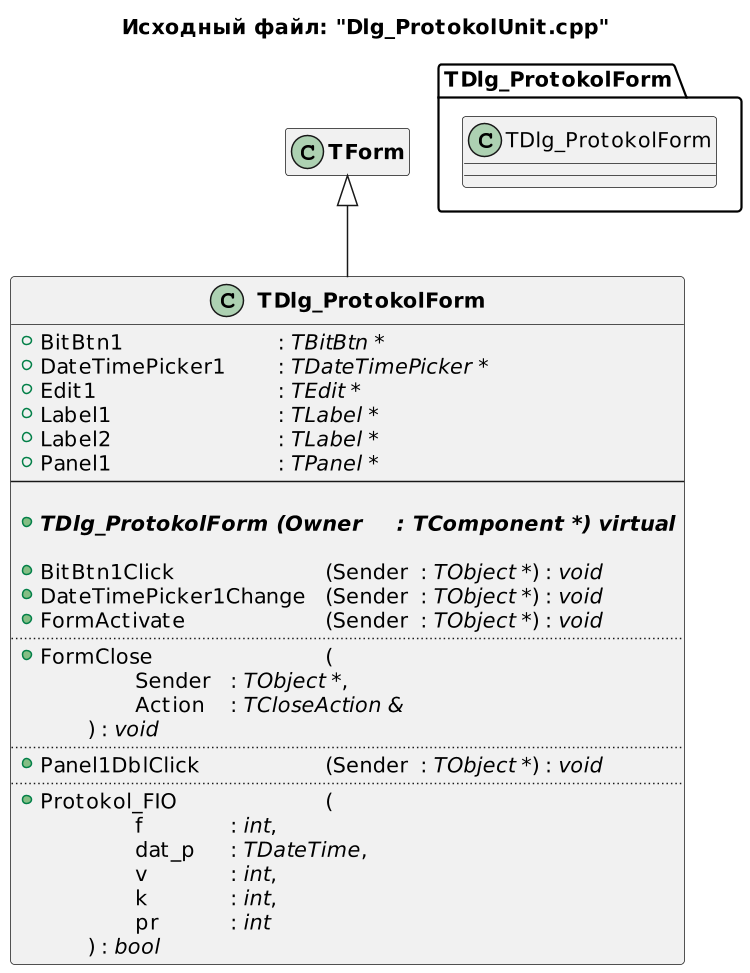 Исходный файл: "Dlg_ProtokolUnit.cpp"
TDlg_ProtokolForm
C TForm
C TDlg_ProtokolForm
C TDlg_ProtokolForm
BitBtn1 : TBitBtn *
DateTimePicker1 : TDateTimePicker *
Edit1 : TEdit *
Label1 : TLabel *
Label2 : TLabel *
Panel1 : TPanel *
TDlg_ProtokolForm (Owner : TComponent *) virtual
BitBtn1Click (Sender : TObject *) : void
DateTimePicker1Change (Sender : TObject *) : void
FormActivate (Sender : TObject *) : void
FormClose (
Sender : TObject *,
Action : TCloseAction &
) : void
Panel1DblClick (Sender : TObject *) : void
Protokol_FIO (
f : int,
dat_p : TDateTime,
v : int,
k : int,
pr : int
) : bool